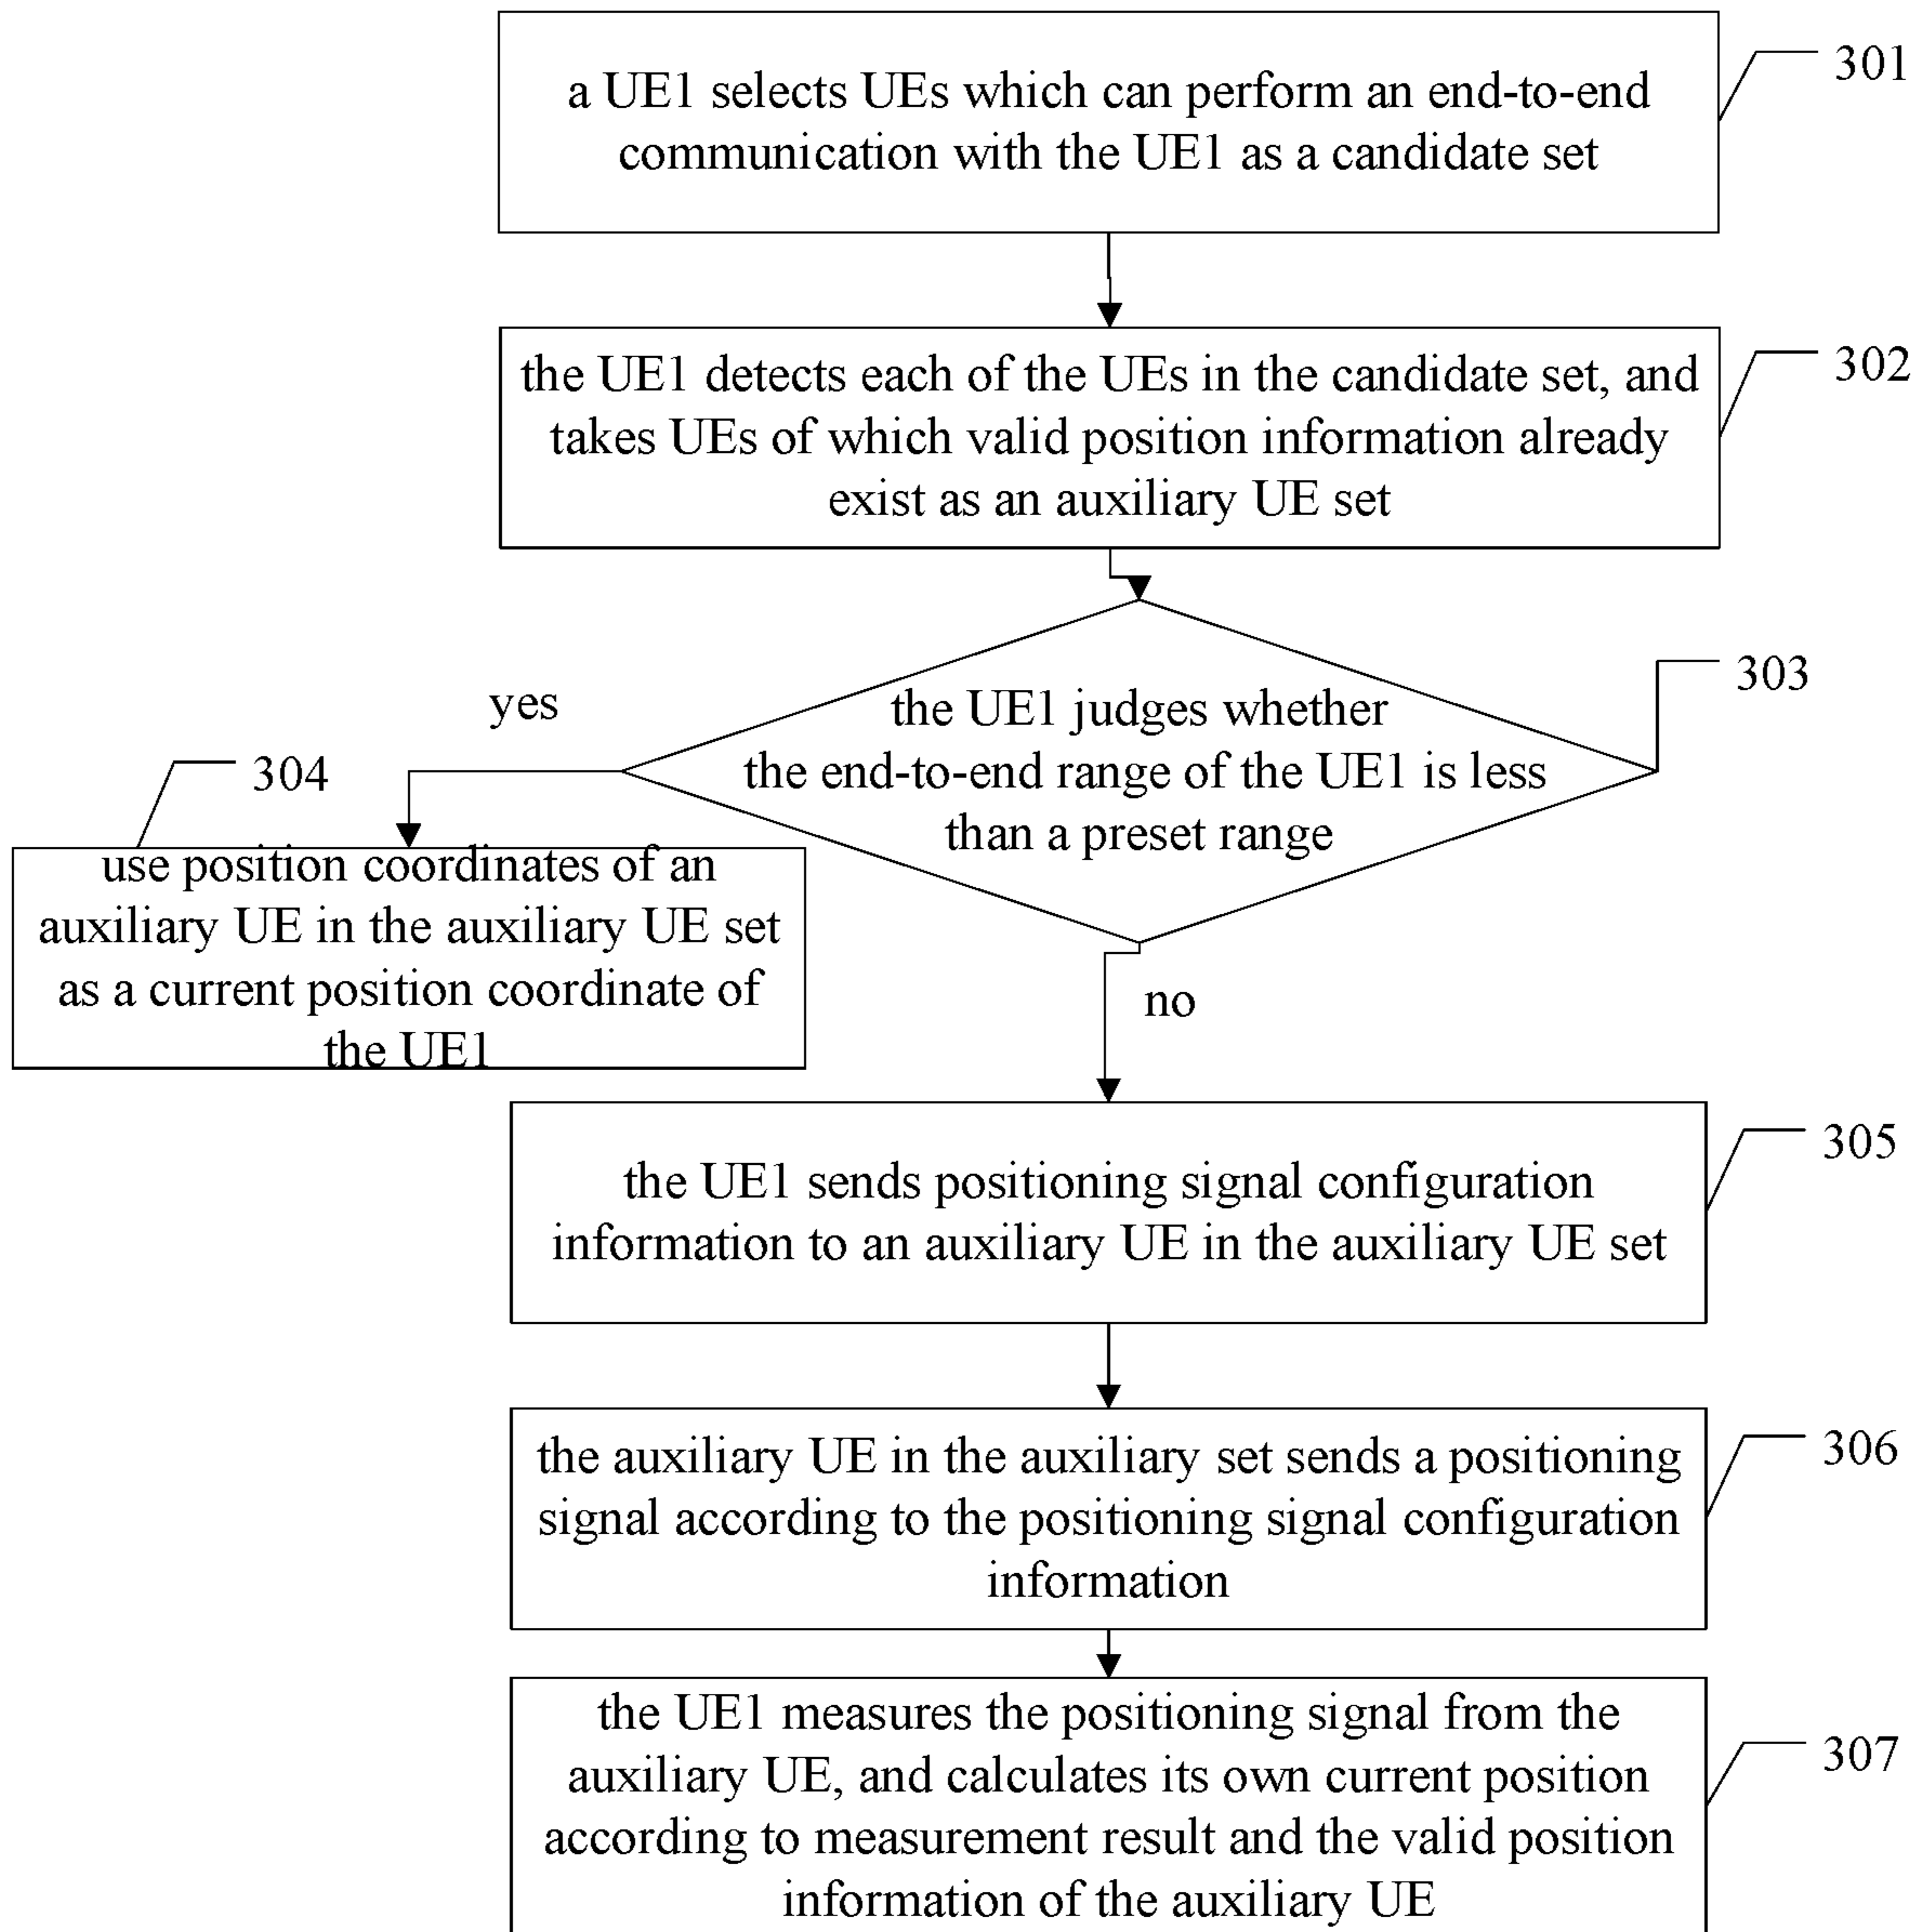 a UE1 selects UEs which can perform an end-to-end
communication with the UE1 as a candidate set
301
the UE1 detects each of the UEs in the candidate set, and
takes UEs of which valid position information already
exist as an auxiliary UE set
302
the UE1 judges whether
the end-to-end range of the UE1 is less
than a preset range
303
yes
304
use position coordinates of an
auxiliary UE in the auxiliary UE set
as a current position coordinate of
the UE1
no
the UE1 sends positioning signal configuration
information to an auxiliary UE in the auxiliary UE set
305
the auxiliary UE in the auxiliary set sends a positioning
signal according to the positioning signal configuration
information
306
the UE1 measures the positioning signal from the
auxiliary UE, and calculates its own current position
according to measurement result and the valid position
information of the auxiliary UE
307